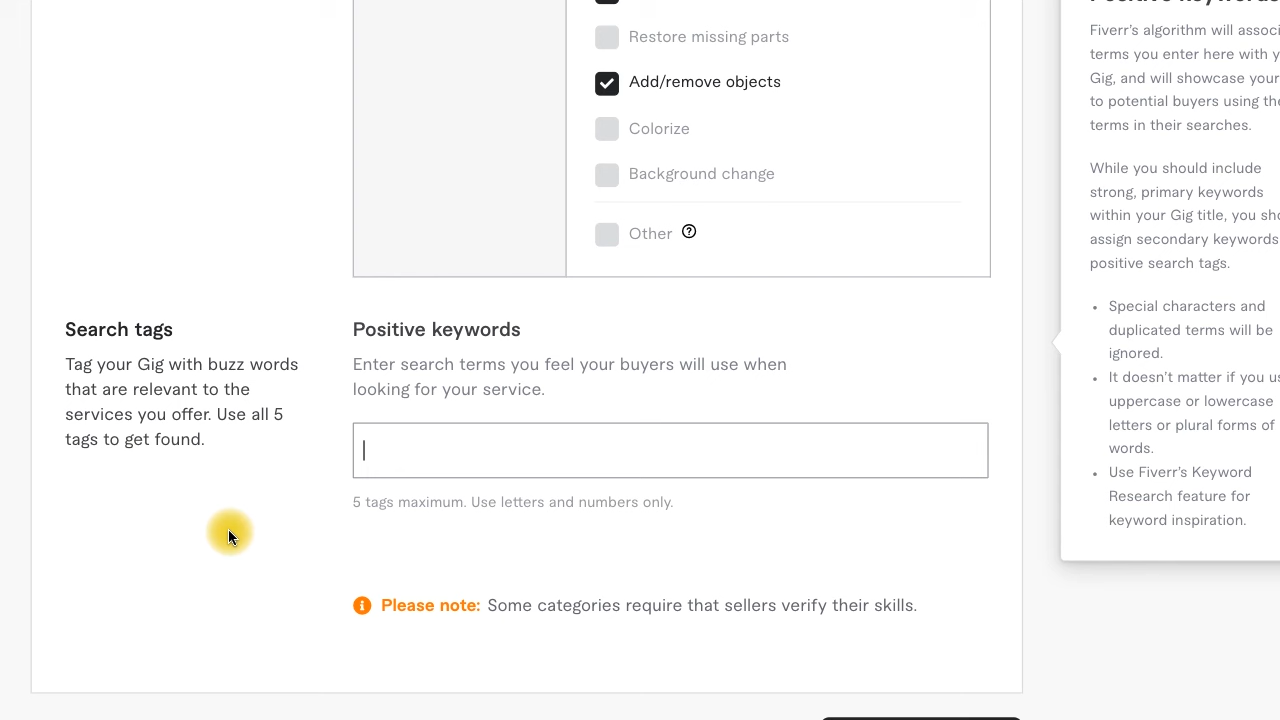 Restore missing parts
Add/remove objects
Colorize
Background change
Other
Search tags
Tag your Gig with buzz words
that are relevant to the
services you offer. Use all 5
tags to get found.
Positive keywords
Enter search terms you feel your buyers will use when
looking for your service.
5 tags maximum. Use letters and numbers only.
Please note: Some categories require that sellers verify their skills.
Fiverr's algorithm will
terms you enter here with
Gig, and will showcase your
to potential buyers using
terms in their searches.
While you should include
strong, primary keywords
within your Gig title, you
assign secondary keywords
positive search tags.
• Special characters and
duplicated terms will be
ignored.
• It doesn't matter if you
uppercase or lowercase
letters or plural forms of
words.
• Use Fiverr's Keyword
Research feature for
keyword inspiration.